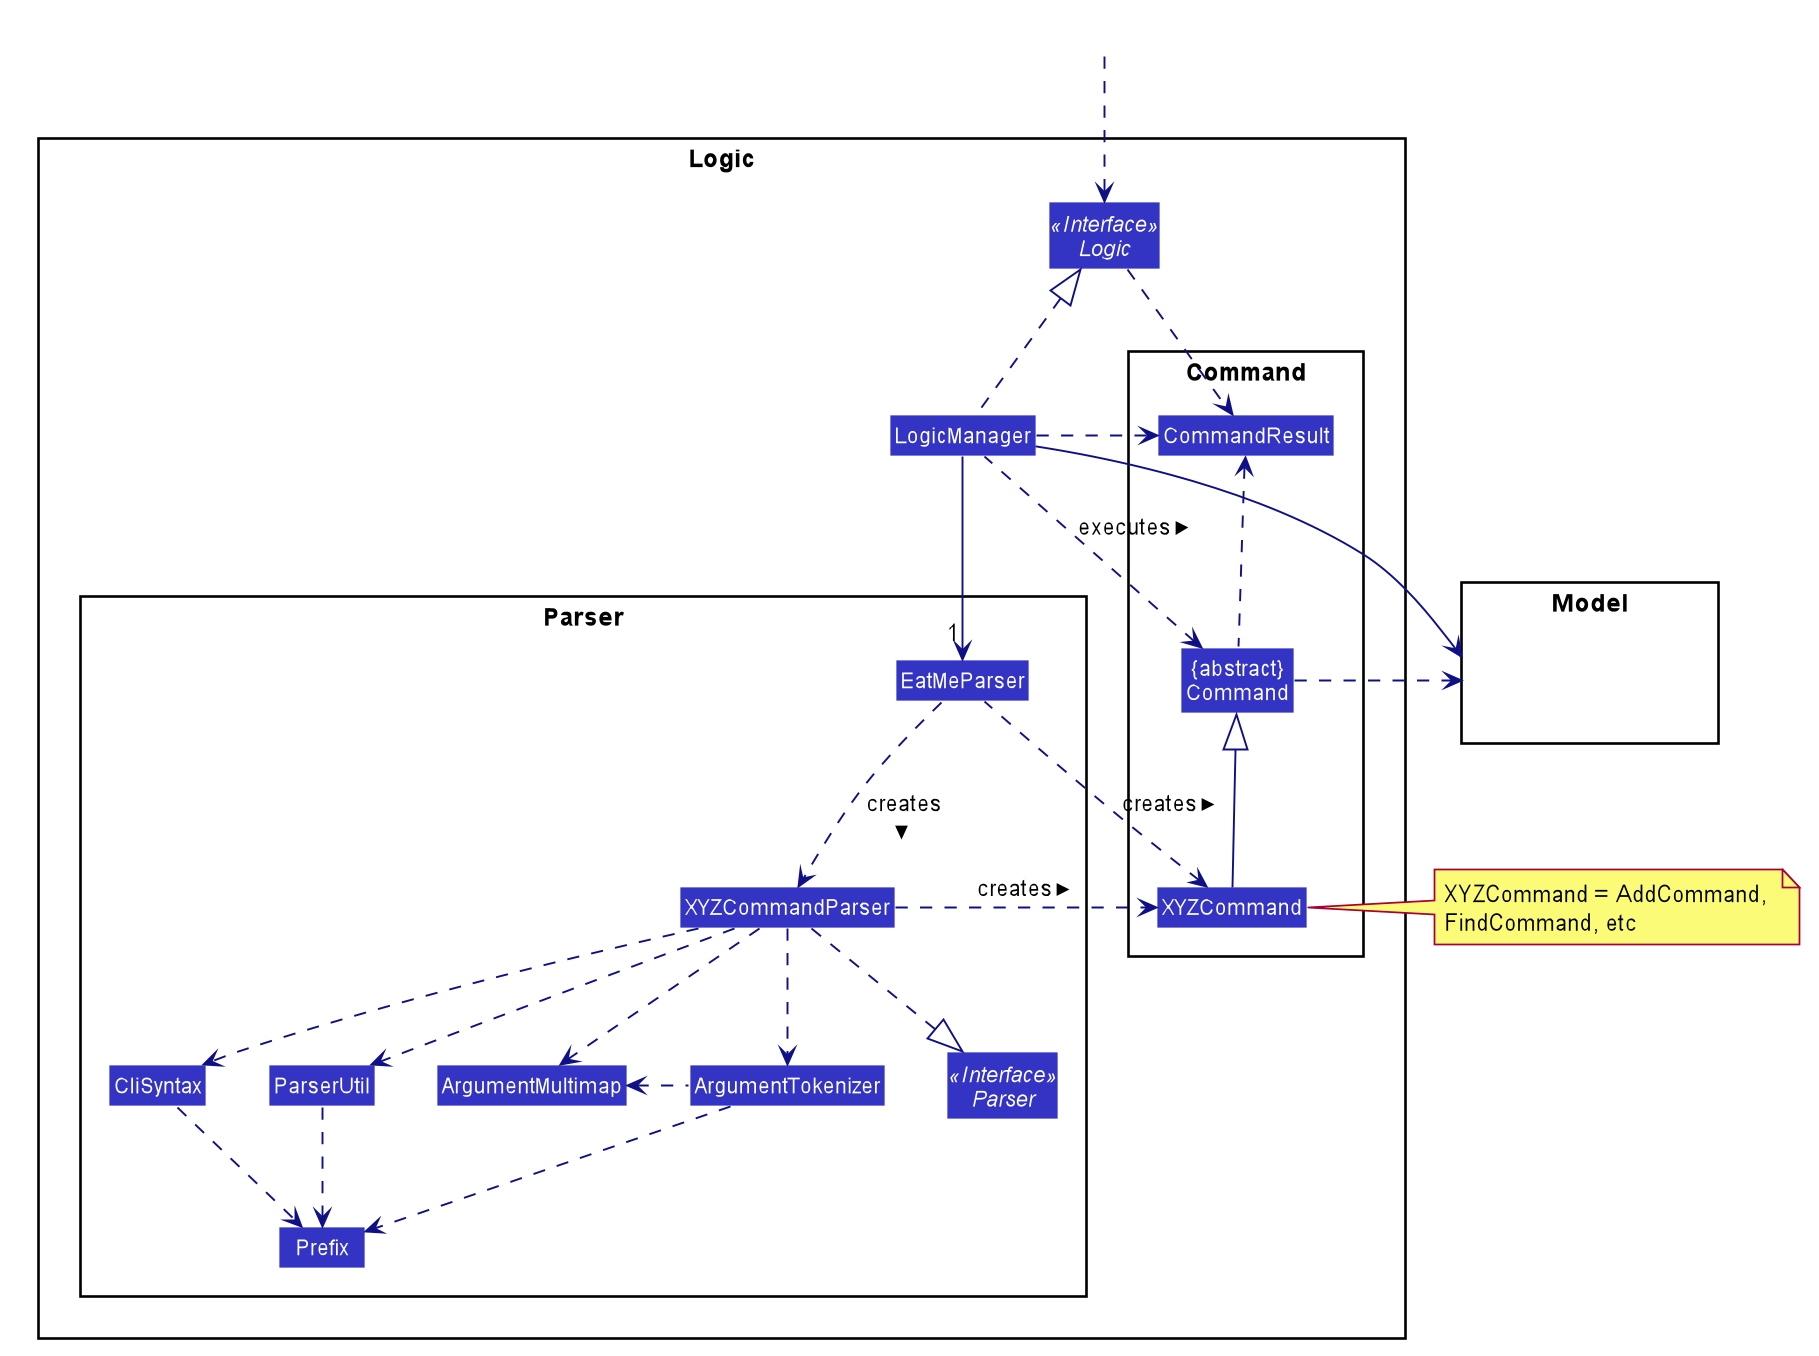 Logic
«Interface»
Logic
Command
LogicManager
CommandResult
executes ►
Parser
Model
1
EatMeParser
{abstract}
Command
creates
▼
creates ►
creates ►
XYZCommandParser
XYZCommand
XYZCommand = AddCommand,
FindCommand, etc
CliSyntax
ParserUtil
ArgumentMultimap
ArgumentTokenizer
«Interface»
Parser
Prefix